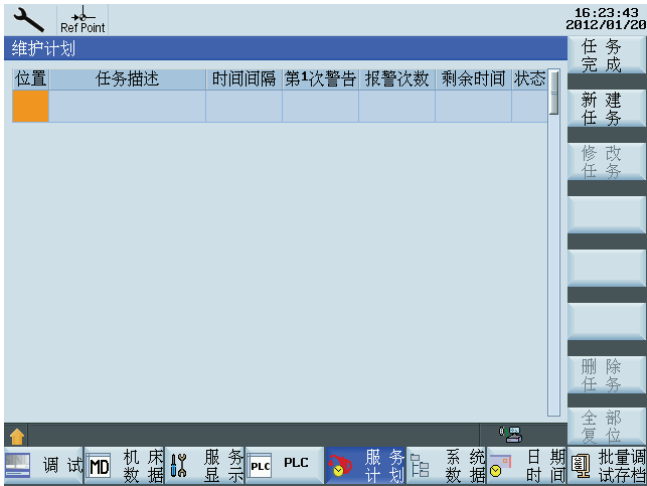 Ref Point
16:23:43
2012/01/20
维护计划
位置 任务描述 时间间隔 第1次警告 报警次数 剩余时间 状态
任务
完成
新建
任务
修改
任务
删除
任务
全部
复位
调试
MD 机床
数据
服务
显示
PLC PLC
服务
计划
系统
数据
日期
时间
批量调
试存档